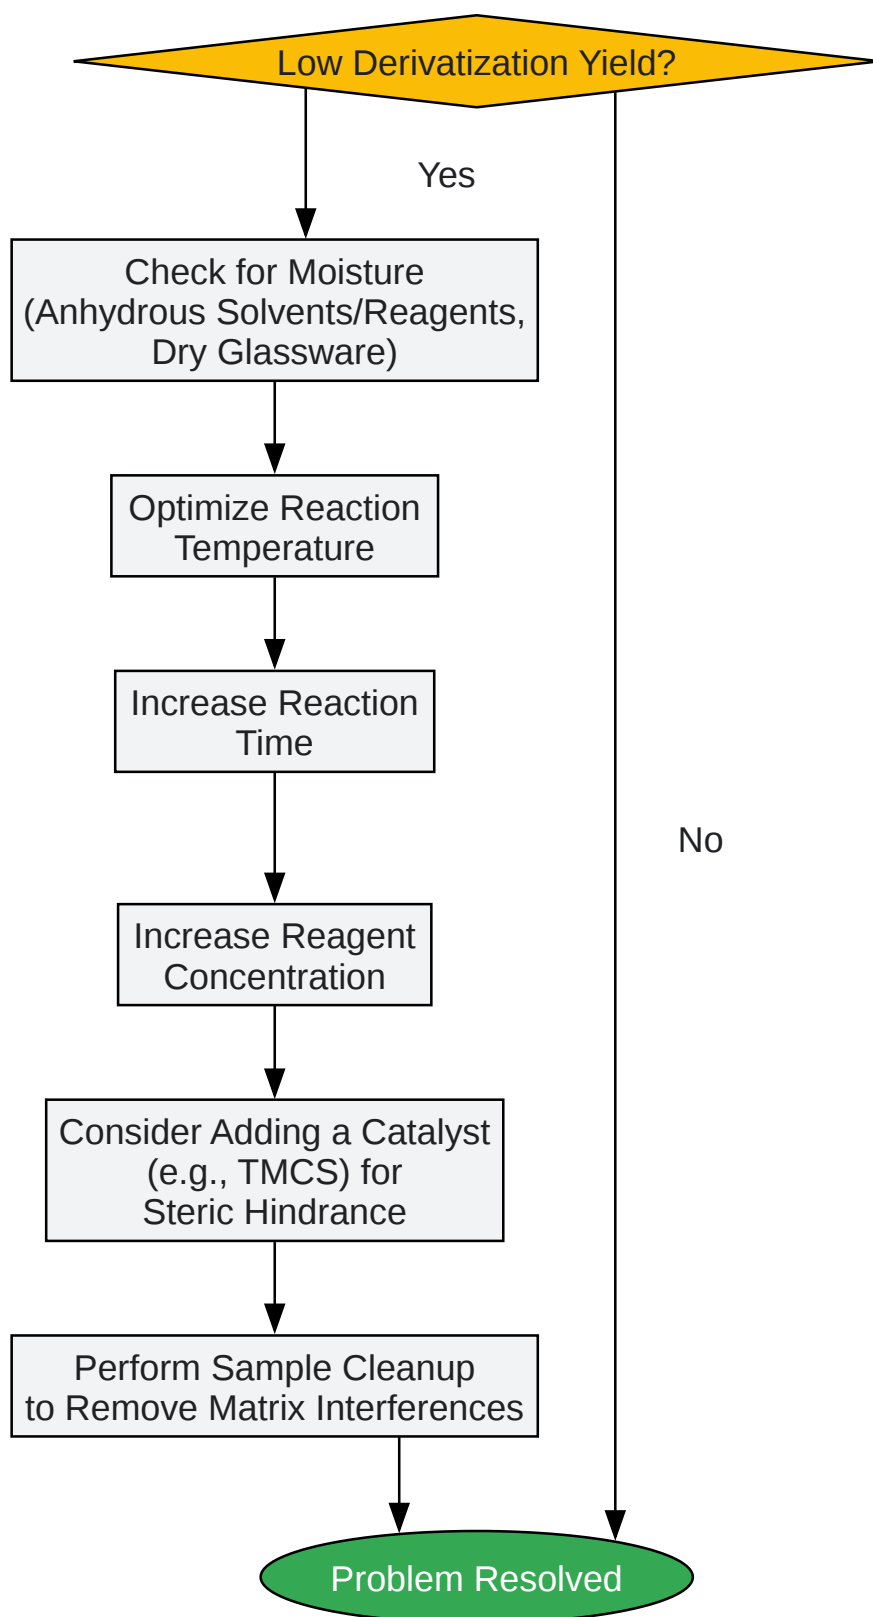 Low Derivatization Yield?
Yes
Check for Moisture
(Anhydrous Solvents/Reagents,
Dry Glassware)
Optimize Reaction
Temperature
Increase Reaction
Time
No
Increase Reagent
Concentration
Consider Adding a Catalyst
(e.g., TMCS) for
Steric Hindrance
Perform Sample Cleanup
to Remove Matrix Interferences
Problem Resolved